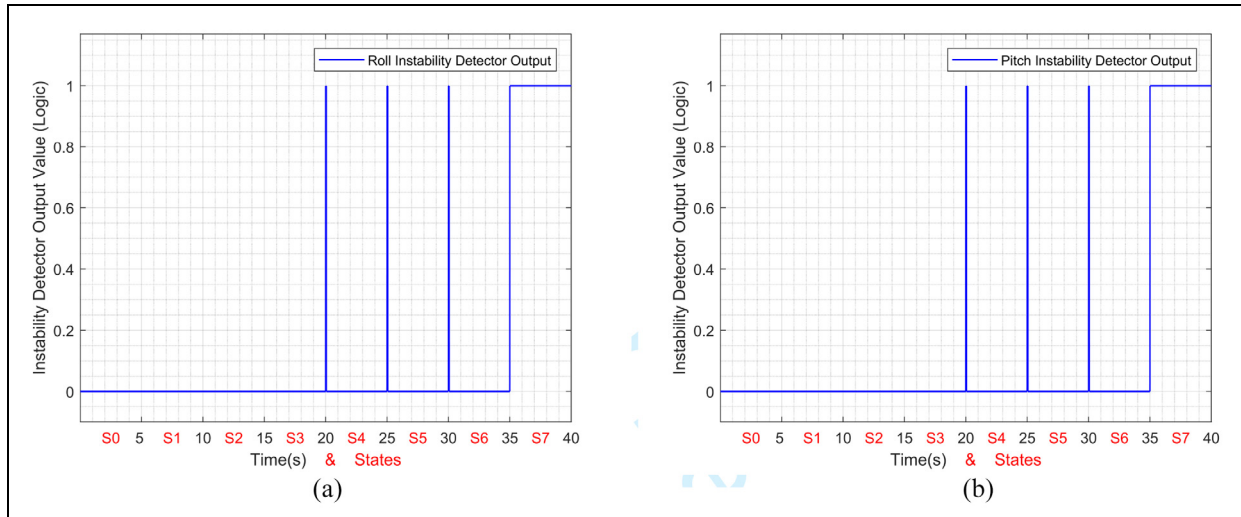 Roll Instability Detector Output
Instability Detector Output Value (Logic)
1
0.8
0.6
0.4
0.2
0
S0 5 S1 10 S2 15 S3 20 S4 25 S5 30 S6 35 S7 40
Time(s) & States
(a)
Pitch Instability Detector Output
Instability Detector Output Value (Logic)
1
0.8
0.6
0.4
0.2
0
S0 5 S1 10 S2 15 S3 20 S4 25 S5 30 S6 35 S7 40
Time(s) & States
(b)